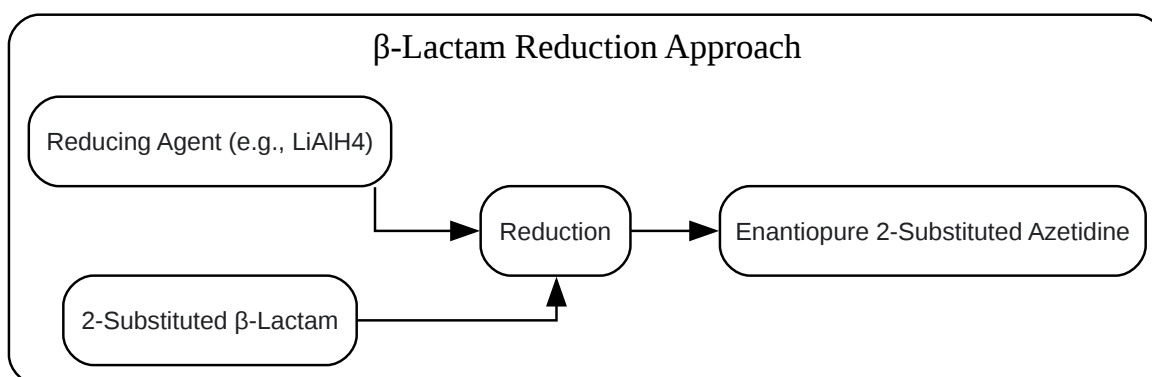 β-Lactam Reduction Approach
Reducing Agent (e.g., LiAlH4)
Reduction
Enantiopure 2-Substituted Azetidine
2-Substituted β-Lactam